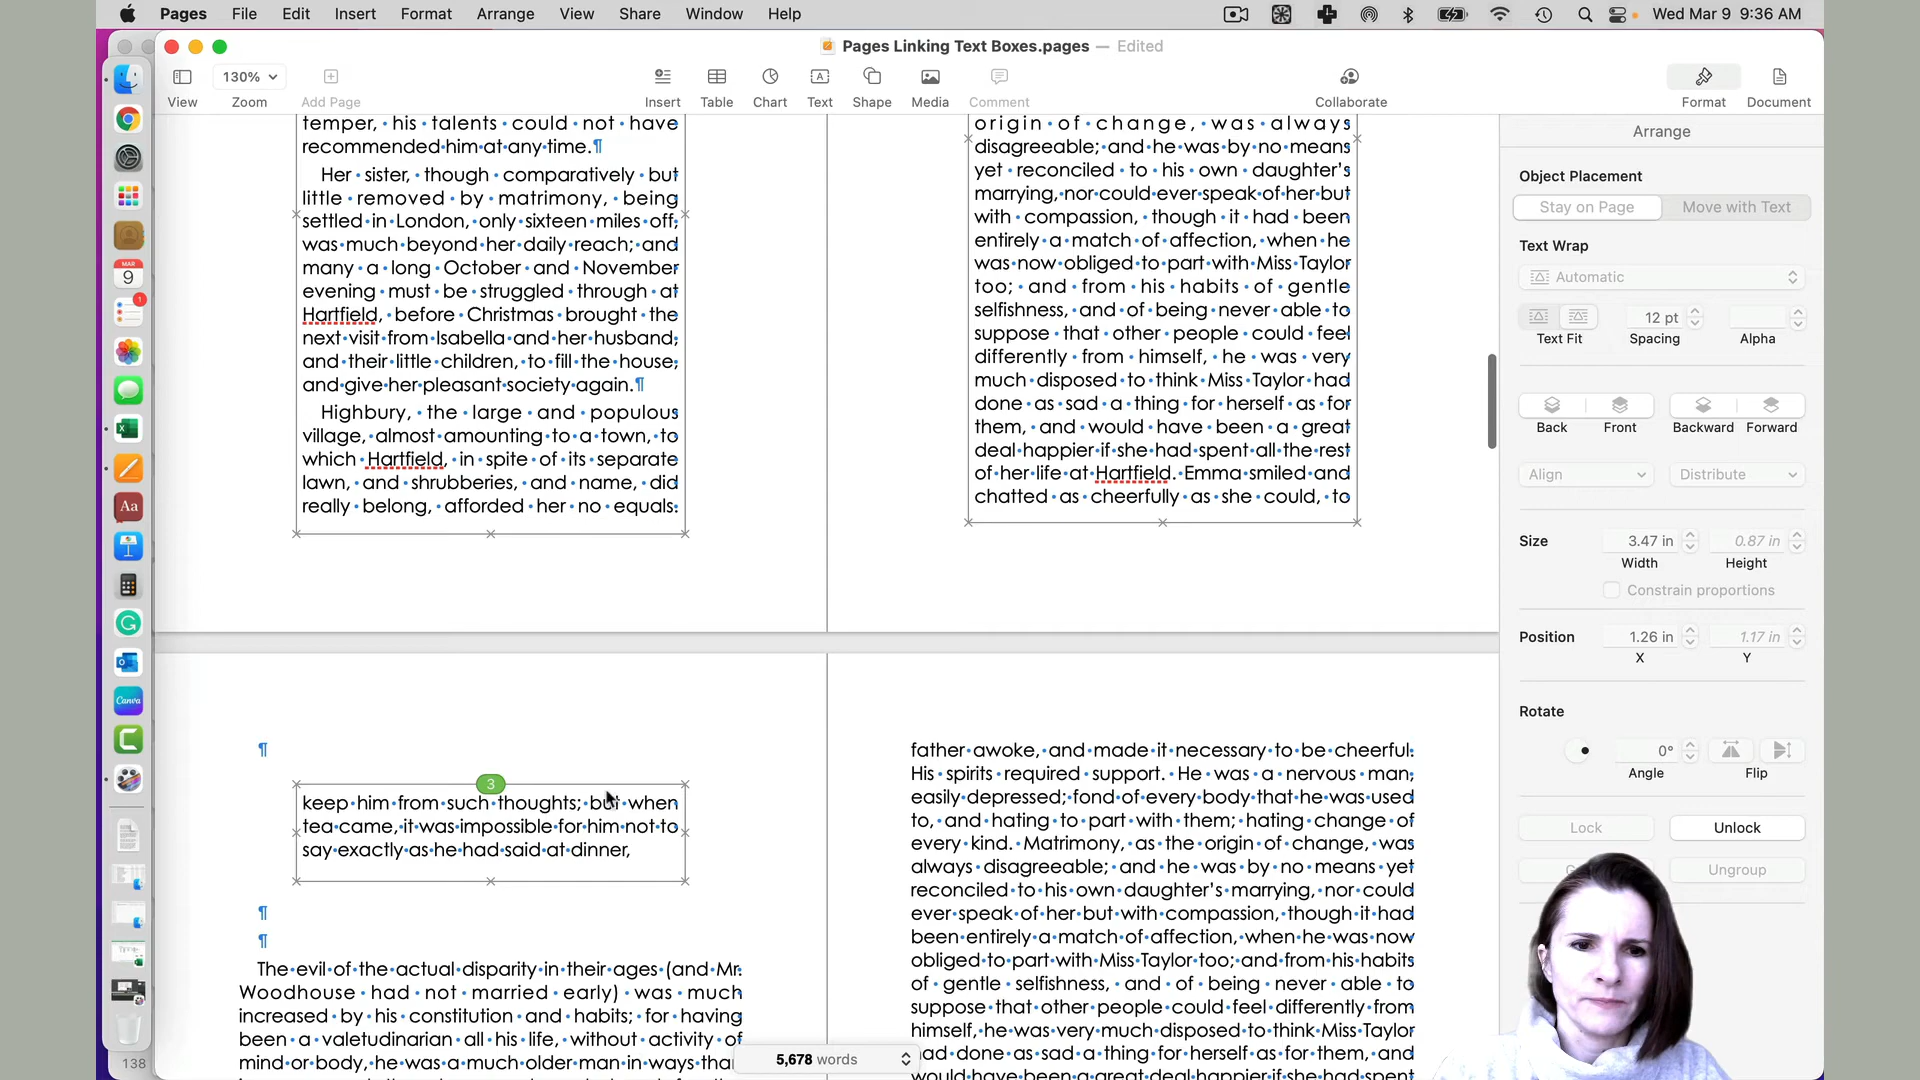 Pages File Edit Insert Format Arrange View Share Window Help
Wed Mar 9 9:36 AM
Pages Linking Text Boxes.pages — Edited
130%
View Zoom Add Page Insert Table Chart Text Shape Media Comment Collaborate Format Document
temper, his talents could not have
recommended him at any time.¶
Her sister, though comparatively but
little removed by matrimony, being
settled in London, only sixteen miles off,
was much beyond her daily reach; and
many a long October and November
evening must be struggled through at
Hartfield, before Christmas brought the
next visit from Isabella and her husband,
and their little children, to fill the house,
and give her pleasant society again.¶
Highbury, the large and populous
village, almost amounting to a town, to
which Hartfield, in spite of its separate
lawn, and shrubberies, and name, did
really belong, afforded her no equals.
origin of change, was always
disagreeable; and he was by no means
yet reconciled to his own daughter's
marrying, nor could ever speak of her but
with compassion, though it had been
entirely a match of affection, when he
was now obliged to part with Miss Taylor
too; and from his habits of gentle
selfishness, and of being never able to
suppose that other people could feel
differently from himself, he was very
much disposed to think Miss Taylor had
done as sad a thing for herself as for
them, and would have been a great
deal happier if she had spent all the rest
of her life at Hartfield. Emma smiled and
chatted as cheerfully as she could, to
¶
3
keep him from such thoughts; but when
tea came, it was impossible for him not to
say exactly as he had said at dinner,
¶
¶
The evil of the actual disparity in their ages (and Mr.
Woodhouse had not married early) was much
increased by his constitution and habits; for having
been a valetudinarian all his life, without activity of
mind or body, he was a much older man in ways than
father awoke, and made it necessary to be cheerful.
His spirits required support. He was a nervous man,
easily depressed; fond of every body that he was used
to, and hating to part with them; hating change of
every kind. Matrimony, as the origin of change, was
always disagreeable; and he was by no means yet
reconciled to his own daughter's marrying, nor could
ever speak of her but with compassion, though it had
been entirely a match of affection, when he was now
obliged to part with Miss Taylor too; and from his habits
of gentle selfishness, and of being never able to
suppose that other people could feel differently from
himself, he was very much disposed to think Miss Taylor
had done as sad a thing for herself as for them, and
would have been a great deal happier if she had spent
5,678 words
Arrange
Object Placement
Stay on Page Move with Text
Text Wrap
Automatic
12 pt
Text Fit Spacing Alpha
Back Front Backward Forward
Align Distribute
Size 3.47 in 0.87 in
Width Height
Constrain proportions
Position 1.26 in 1.17 in
X Y
Rotate
0°
Angle Flip
Lock Unlock
Ungroup
MAR
9
1
Aa
Canva
138